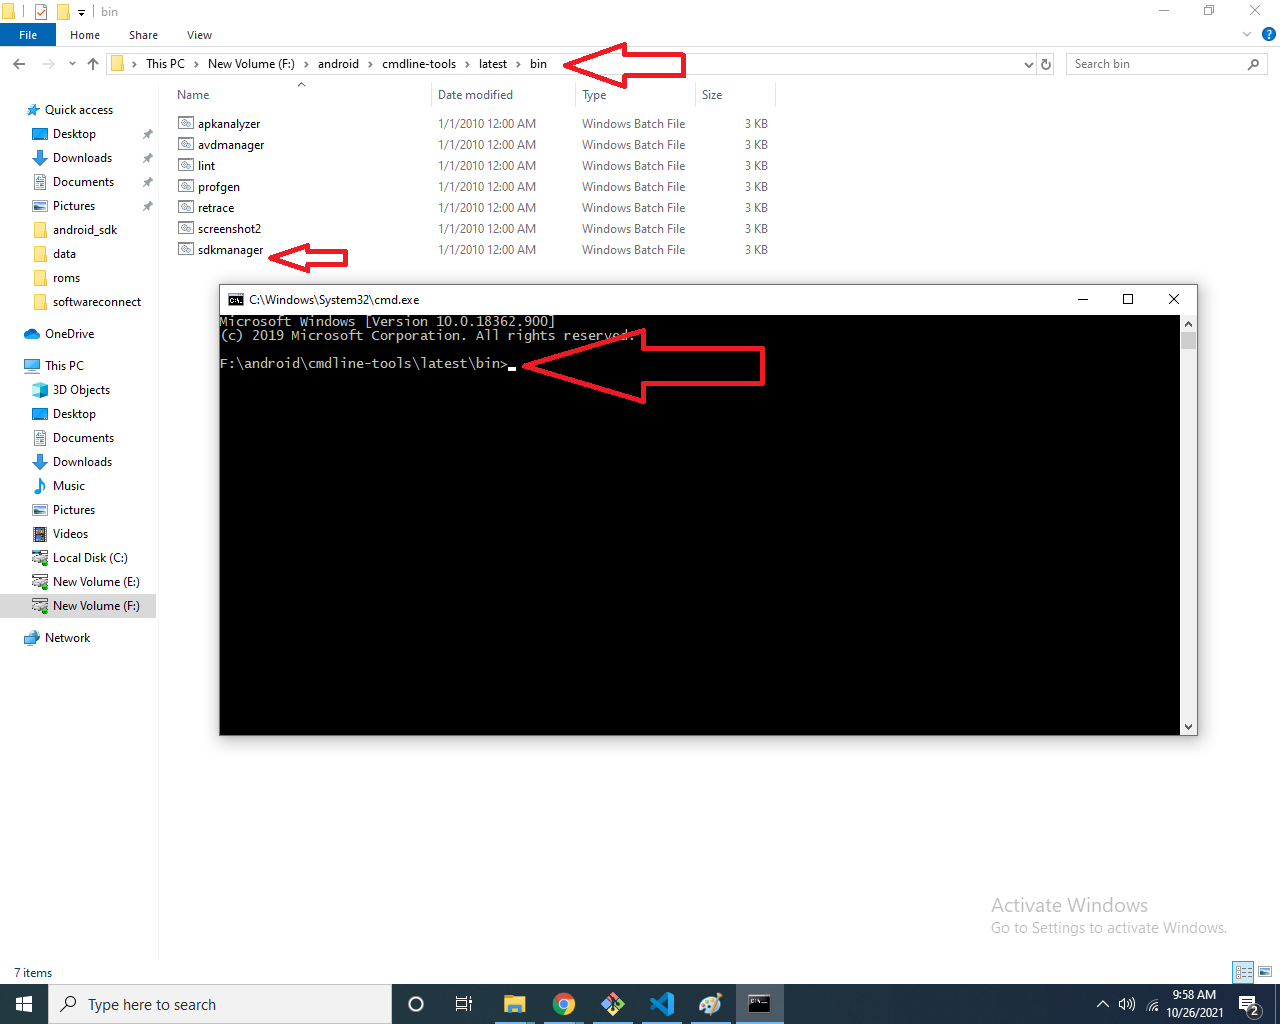 bin
File Home Share View
This PC New Volume (F:) android cmdline-tools latest bin
Search bin
Name Date modified Type Size
apkanalyzer 1/1/2010 12:00 AM Windows Batch File 3 KB
avdmanager 1/1/2010 12:00 AM Windows Batch File 3 KB
lint 1/1/2010 12:00 AM Windows Batch File 3 KB
profgen 1/1/2010 12:00 AM Windows Batch File 3 KB
retrace 1/1/2010 12:00 AM Windows Batch File 3 KB
screenshot2 1/1/2010 12:00 AM Windows Batch File 3 KB
sdkmanager 1/1/2010 12:00 AM Windows Batch File 3 KB
Quick access
Desktop
Downloads
Documents
Pictures
android_sdk
data
roms
softwareconnect
OneDrive
This PC
3D Objects
Desktop
Documents
Downloads
Music
Pictures
Videos
Local Disk (C:)
New Volume (E:)
New Volume (F:)
Network
C:\Windows\System32\cmd.exe
Microsoft Windows [Version 10.0.18362.900]
(c) 2019 Microsoft Corporation. All rights reserved.
F:\android\cmdline-tools\latest\bin>
Activate Windows
Go to Settings to activate Windows.
7 items
Type here to search
9:58 AM
10/26/2021
2